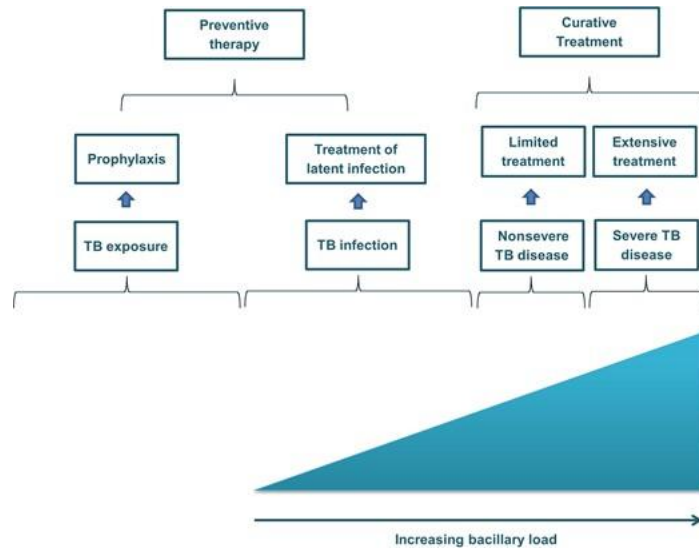 Preventive
therapy
Curative
Treatment
Prophylaxis
Treatment of
latent infection
Limited
treatment
Extensive
treatment
TB exposure
TB infection
Nonsevere
TB disease
Severe TB
disease
Increasing bacillary load